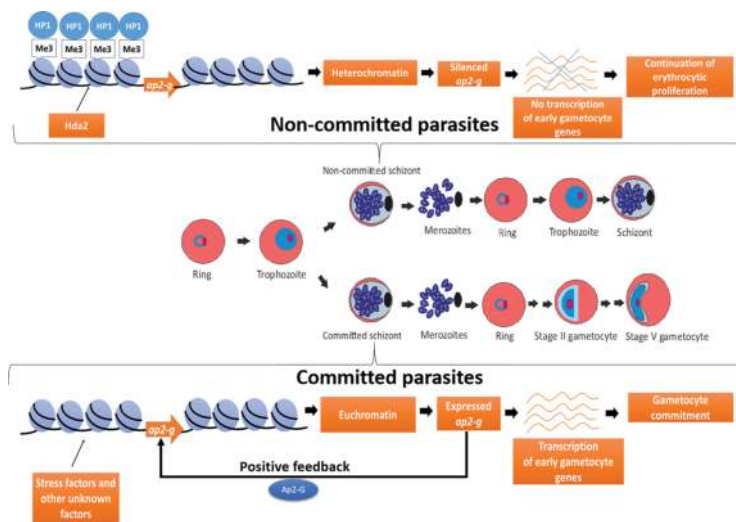 HP1 HP1 HP1 HP1
Me3 Me3 Me3 Me3
ap2-g
Heterochromatin
Silenced
ap2-g
Continuation of
erythrocytic
proliferation
Hda2
No transcription
of early gametocyte
genes
Non-committed parasites
Non-committed schizont
Merozoites
Ring
Trophozoite
Schizont
Ring
Trophozoite
Committed schizont
Merozoites
Ring
Stage II gametocyte
Stage V gametocyte
Committed parasites
ap2-g
Euchromatin
Expressed
ap2-g
Gametocyte
commitment
Stress factors and
other unknown
factors
Positive feedback
Ap2-G
Transcription
of early gametocyte
genes